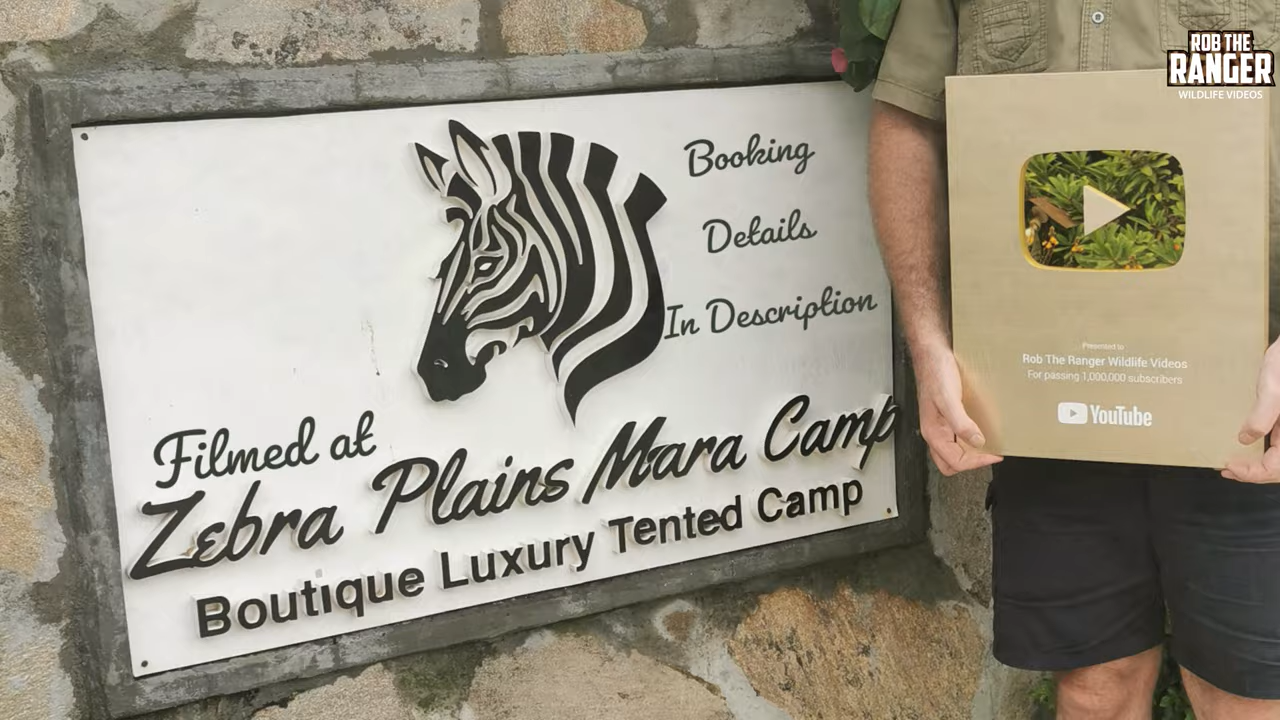 Filmed at
Zebra Plains Mara Camp
Boutique Luxury Tented Camp
Booking
Details
In Description
ROB THE
RANGER
WILDLIFE VIDEOS
Presented to
Rob The Ranger Wildlife Videos
For passing 1,000,000 subscribers
YouTube